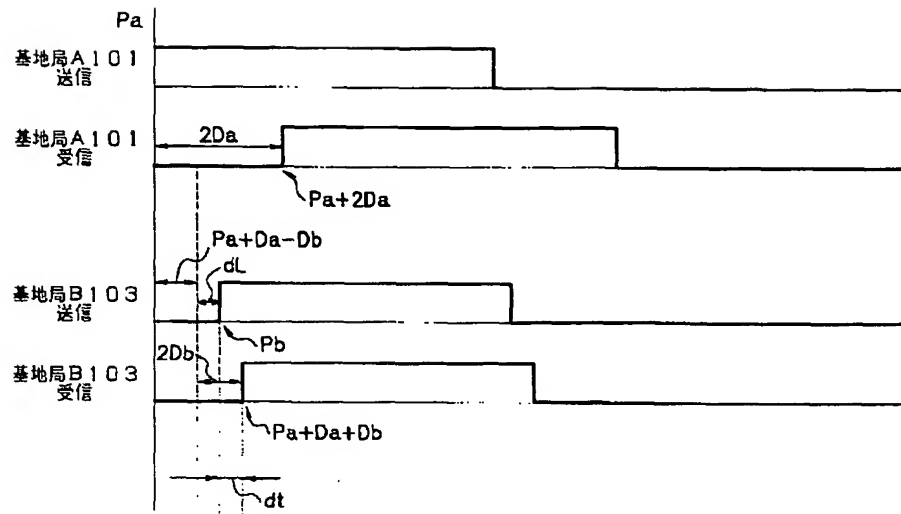 Pa
基地局A101
送信
基地局A101
受信
2Da
Pa+2Da
Pa+Da-Db
dL
基地局B103
送信
Pb
2Db
基地局B103
受信
Pa+Da+Db
dt